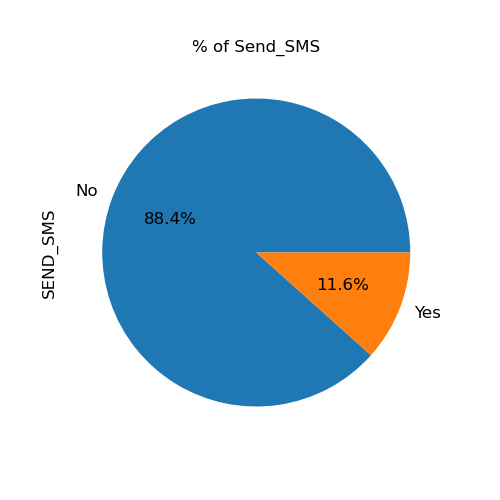 % of Send_SMS
No
88.4%
SEND_SMS
11.6%
Yes